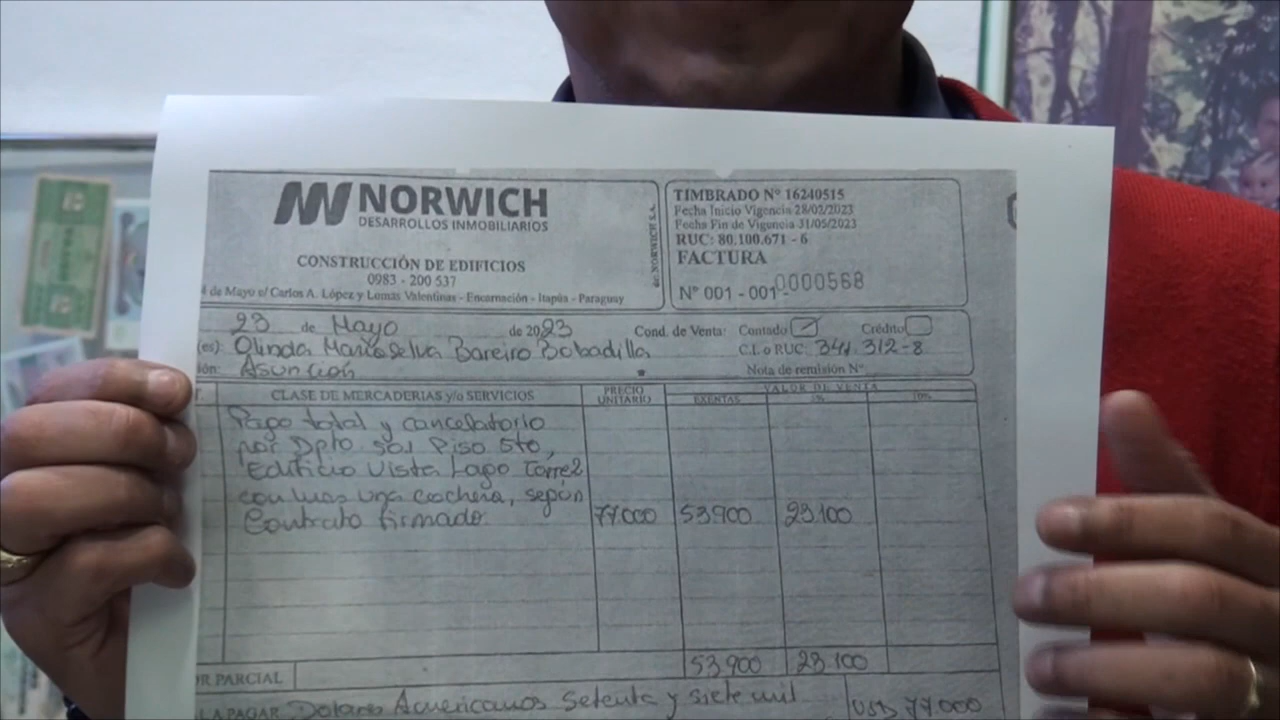 NORWICH
DESARROLLOS INMOBILIARIOS
CONSTRUCCIÓN DE EDIFICIOS
0983 - 200 537
de Mayo e/ Carlos A. López y Lomas Valentinas - Encarnación - Itapúa - Paraguay
de NORWICH S.A.
TIMBRADO Nº 16240515
Fecha Inicio Vigencia 28/02/2023
Fecha Fin de Vigencia 31/05/2023
RUC: 80.100.671 - 6
FACTURA
Nº 001 - 001 - 0000568
23 de Mayo de 2023 Cond. de Venta: Contado Crédito
(es): Olinda Mariaselva Bareiro Bobadilla C.I. o RUC: 341.312-8
ión: Asunción Nota de remisión Nº
CLASE DE MERCADERIAS y/o SERVICIOS PRECIO UNITARIO VALOR DE VENTA
EXENTAS 5% 10%
Pago total y cancelatorio
por Dpto 501 Piso 5to,
Edificio Vista Lago Torre 2
con mas una cochera, según
Contrato firmado 77.000 53.900 23.100
R PARCIAL 53.900 23.100
L A PAGAR Dolares Americanos Setenta y siete mil USD 77.000